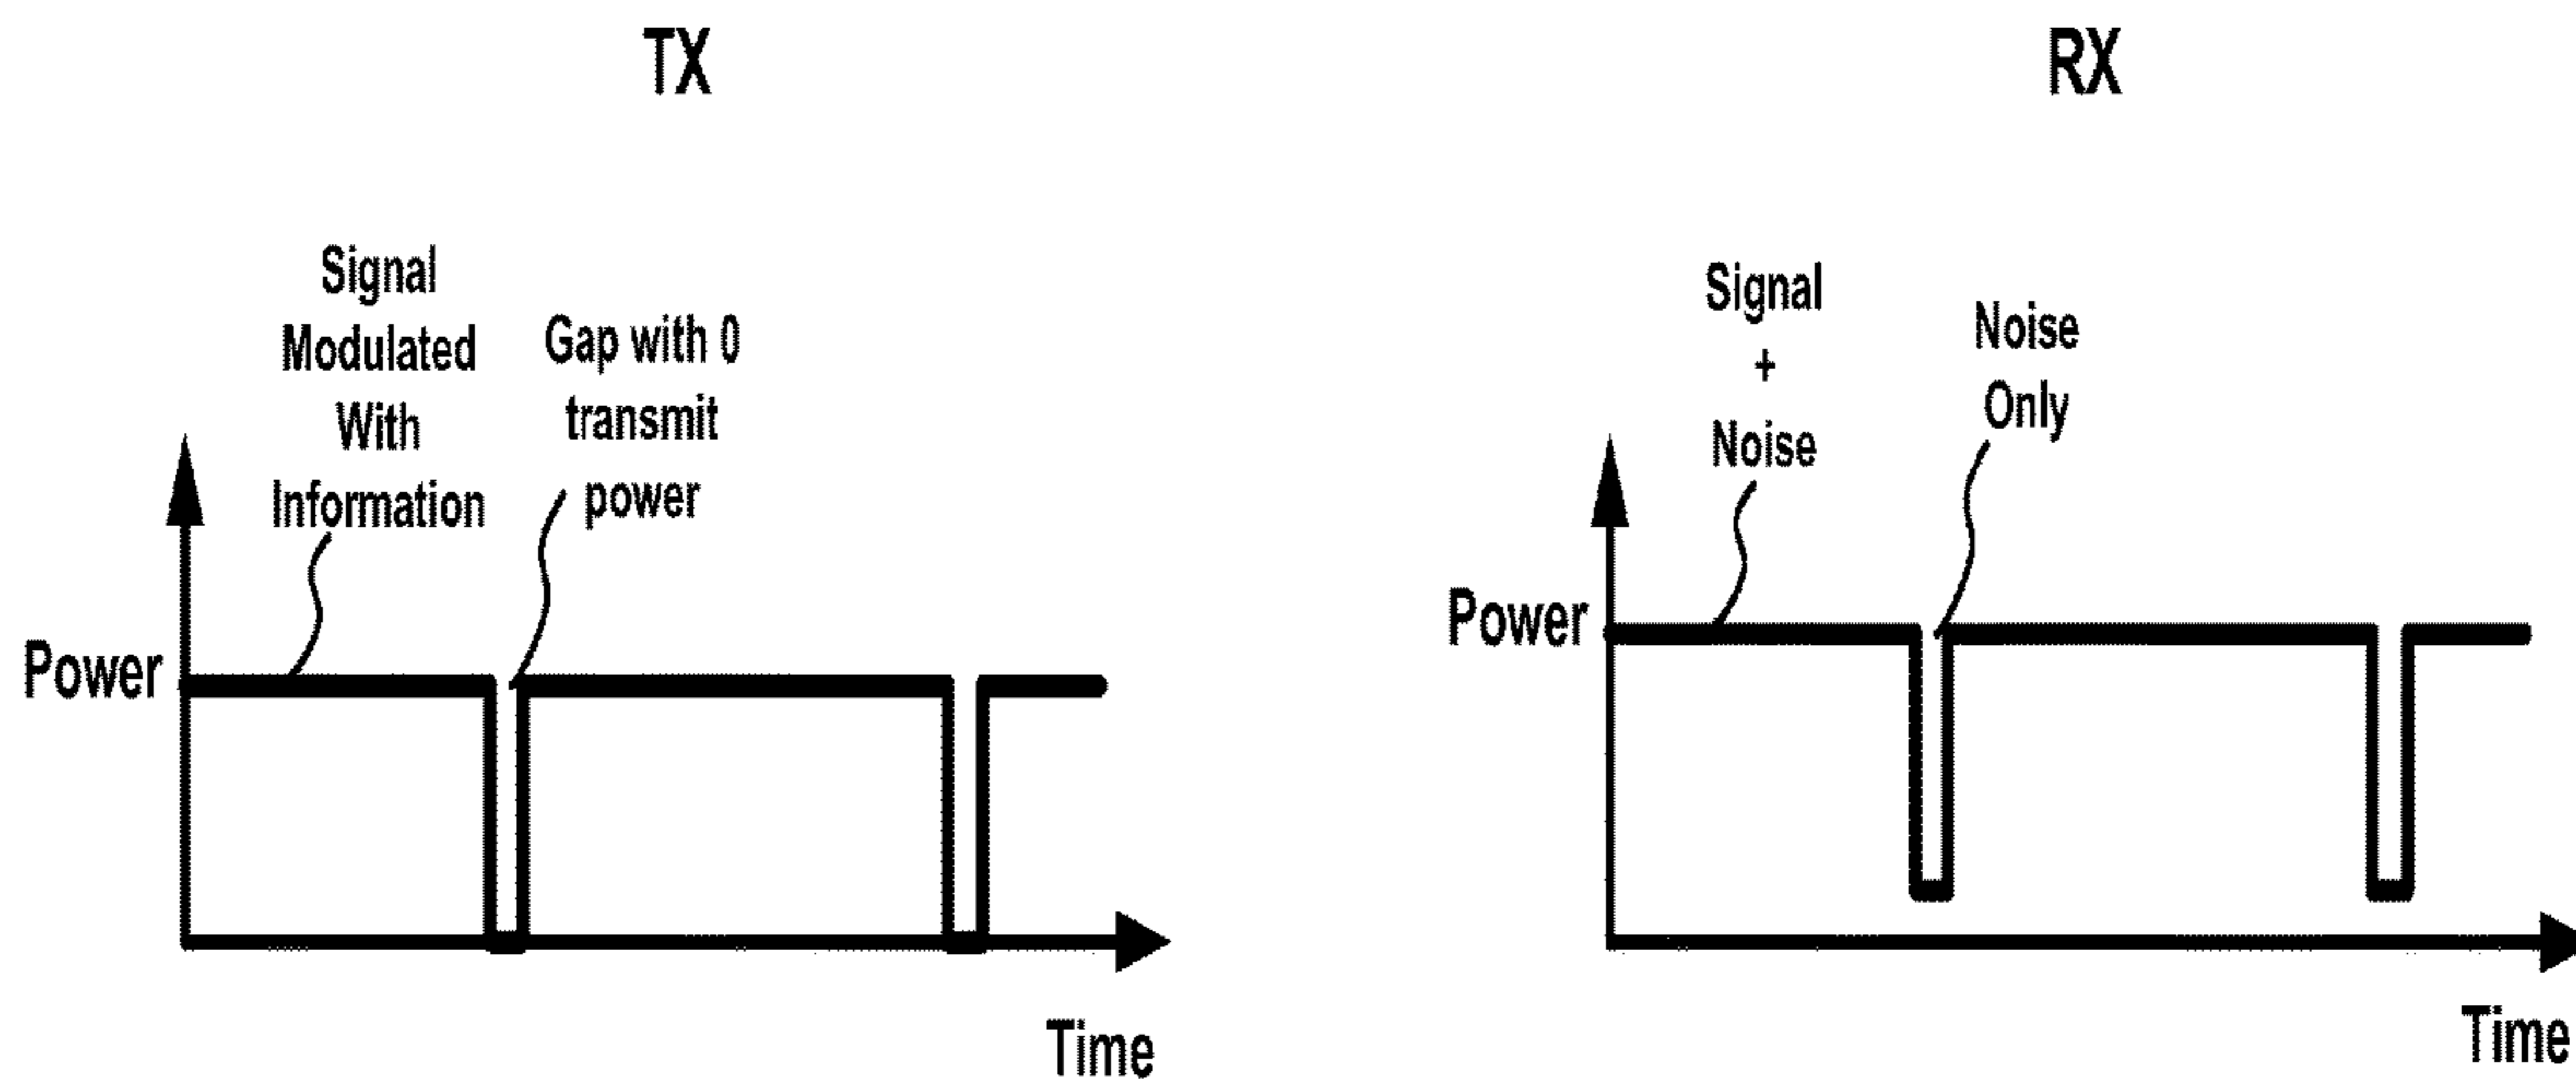 TX
Signal
Modulated
With
Information
Gap with 0
transmit
power
Power
Time
RX
Signal
+
Noise
Noise
Only
Power
Time